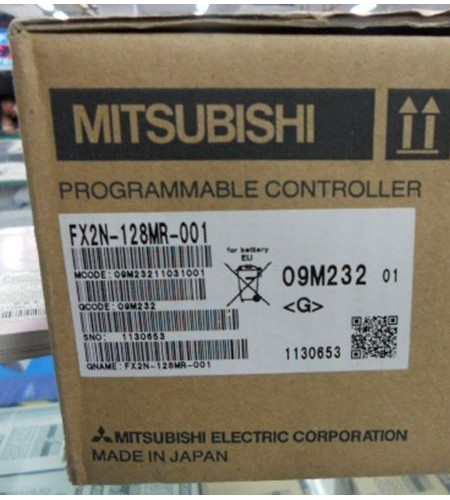 MITSUBISHI
PROGRAMMABLE CONTROLLER
FX2N-128MR-001
for battery
EU
MCODE: 09M23211031001
09M232 01
QCODE: 09M232
<G>
SNO: 1130653
1130653
GNAME: FX2N-128MR-001
MITSUBISHI ELECTRIC CORPORATION
MADE IN JAPAN